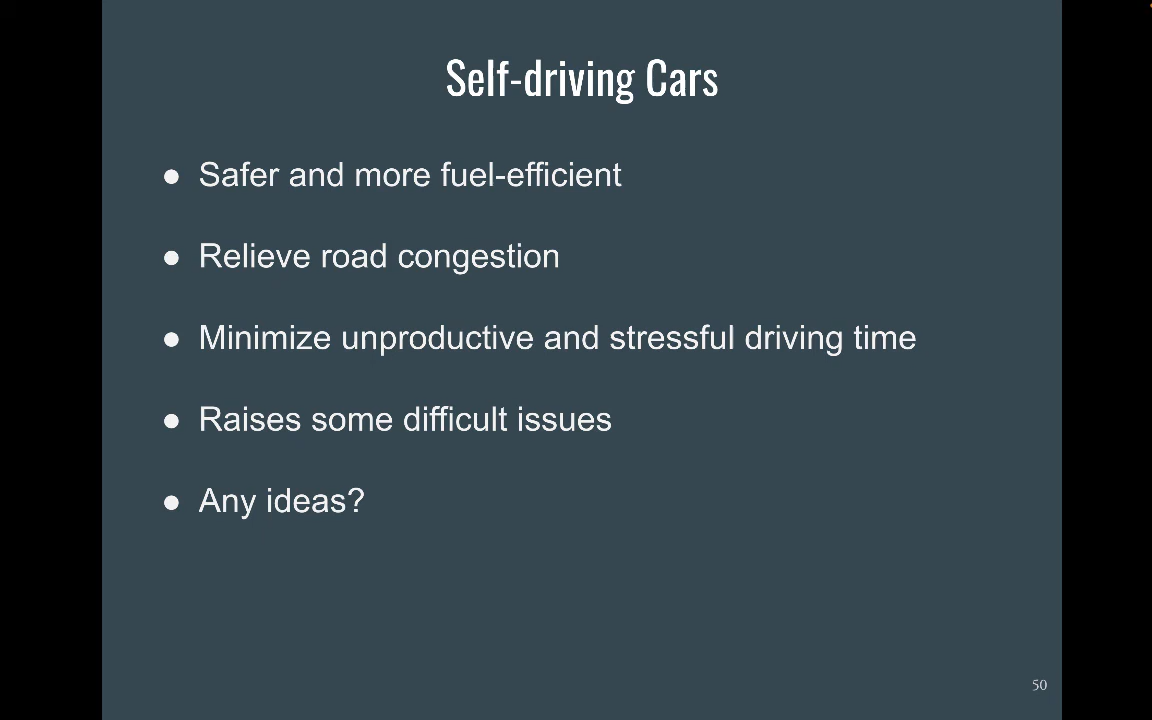 Self-driving Cars
● Safer and more fuel-efficient
● Relieve road congestion
● Minimize unproductive and stressful driving time
● Raises some difficult issues
● Any ideas?
50